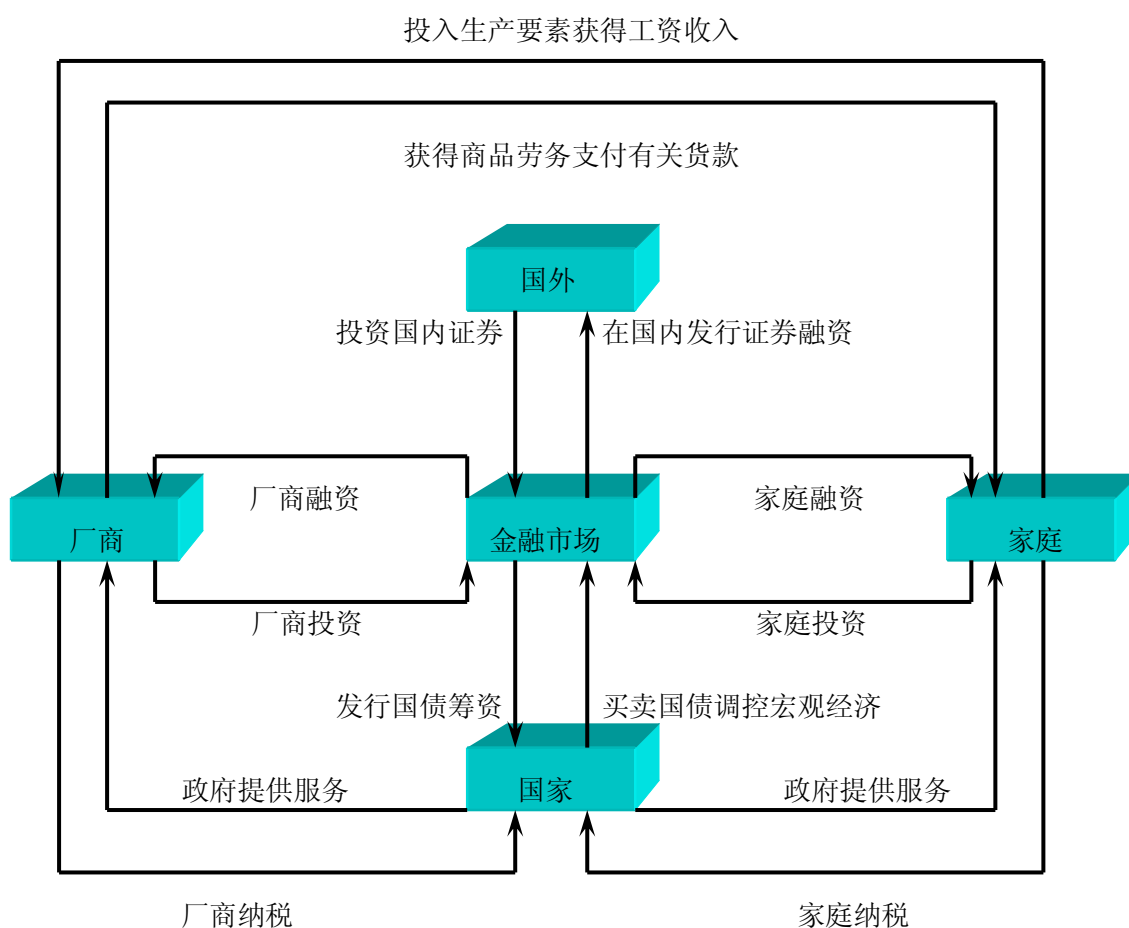 投入生产要素获得工资收入
获得商品劳务支付有关货款
国外
投资国内证券
在国内发行证券融资
厂商融资
家庭融资
厂商
金融市场
家庭
厂商投资
家庭投资
发行国债筹资
买卖国债调控宏观经济
政府提供服务
国家
政府提供服务
厂商纳税
家庭纳税